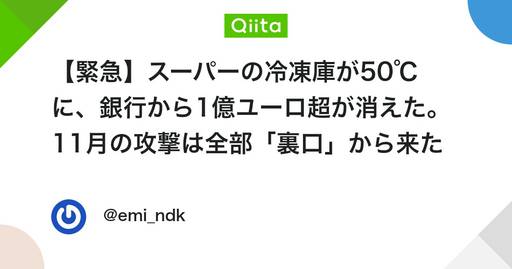 Qiita
【緊急】スーパーの冷凍庫が50℃
に、銀行から1億ユーロ超が消えた。
11月の攻撃は全部「裏口」から来た
@emi_ndk